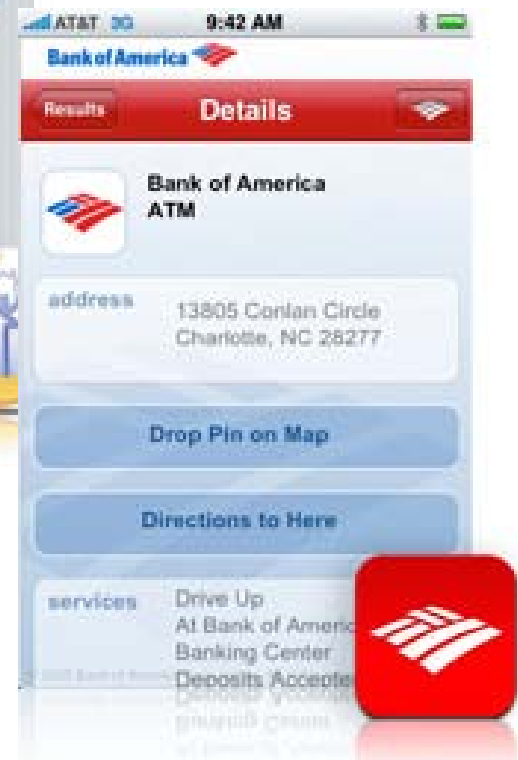 AT&T 3G 9:42 AM
Bank of America
Results Details
Bank of America
ATM
address 13805 Conlan Circle
Charlotte, NC 28277
Drop Pin on Map
Directions to Here
services Drive Up
At Bank of Americ
Banking Center
Deposits Accepte